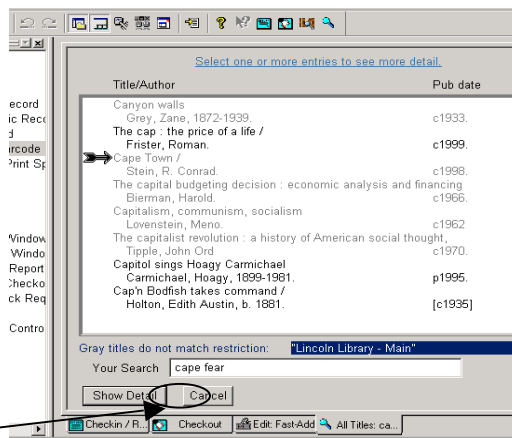 Select one or more entries to see more detail.
Title/Author Pub date
Canyon walls
Grey, Zane, 1872-1939. c1933.
The cap : the price of a life /
Frister, Roman. c1999.
Cape Town /
Stein, R. Conrad. c1998.
The capital budgeting decision : economic analysis and financing
Bierman, Harold. c1966.
Capitalism, communism, socialism
Lovenstein, Meno. c1962
The capitalist revolution : a history of American social thought,
Tipple, John Ord c1970.
Capitol sings Hoagy Carmichael
Carmichael, Hoagy, 1899-1981. p1995.
Cap'n Bodfish takes command /
Holton, Edith Austin, b. 1881. [c1935]
Gray titles do not match restriction: "Lincoln Library - Main"
Your Search cape fear
Show Detail Cancel
ecord
ic Reco
d
arcode
Print Sp
Window
Windo
Report
Checko
ck Req
Contro
Checkin / R... Checkout Edit: Fast-Add All Titles: ca...